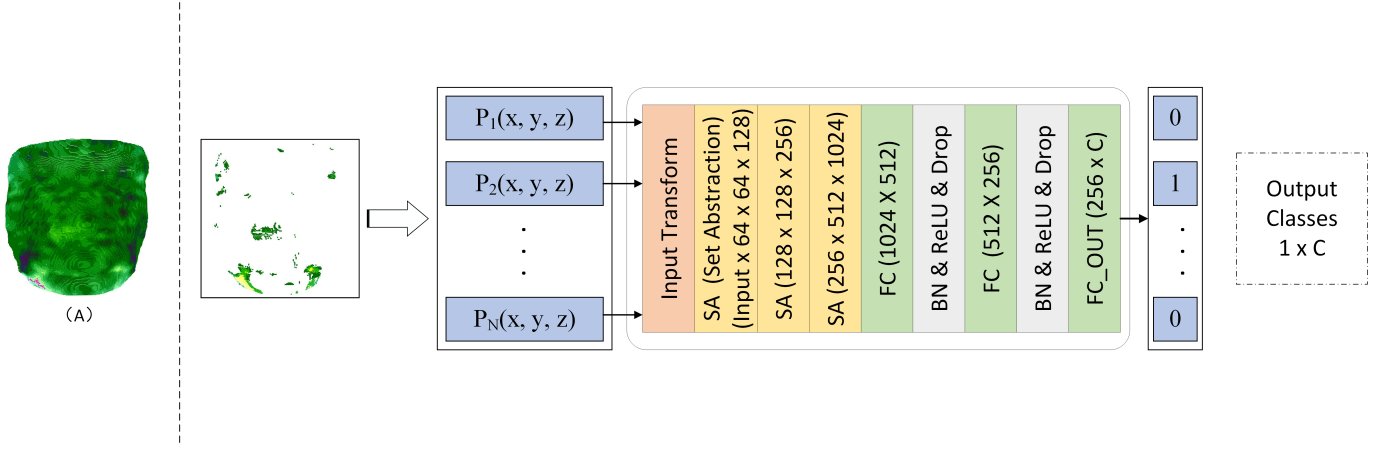 (A)
P1(x, y, z)
P2(x, y, z)
PN(x, y, z)
Input Transform
SA (Set Abstraction)
(Input x 64 x 64 x 128)
SA (128 x 128 x 256)
SA (256 x 512 x 1024)
FC (1024 X 512)
BN & ReLU & Drop
FC (512 X 256)
BN & ReLU & Drop
FC_OUT (256 x C)
0
1
0
Output
Classes
1 x C